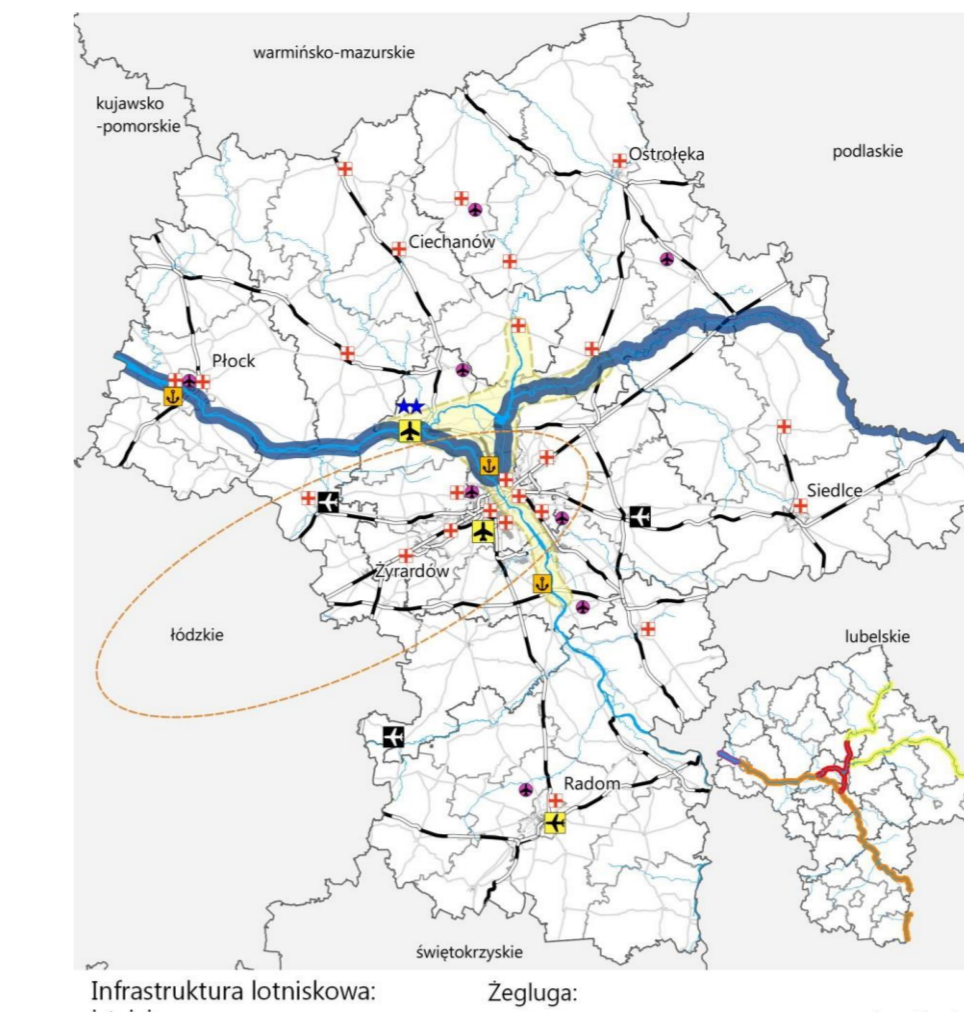 warmińsko-mazurskie
kujawsko
-pomorskie
podlaskie
Ostrołęka
Ciechanów
Płock
Siedlce
Żyrardów
łódzkie
lubelskie
Radom
świętokrzyskie
Infrastruktura lotniskowa:
Żegluga: